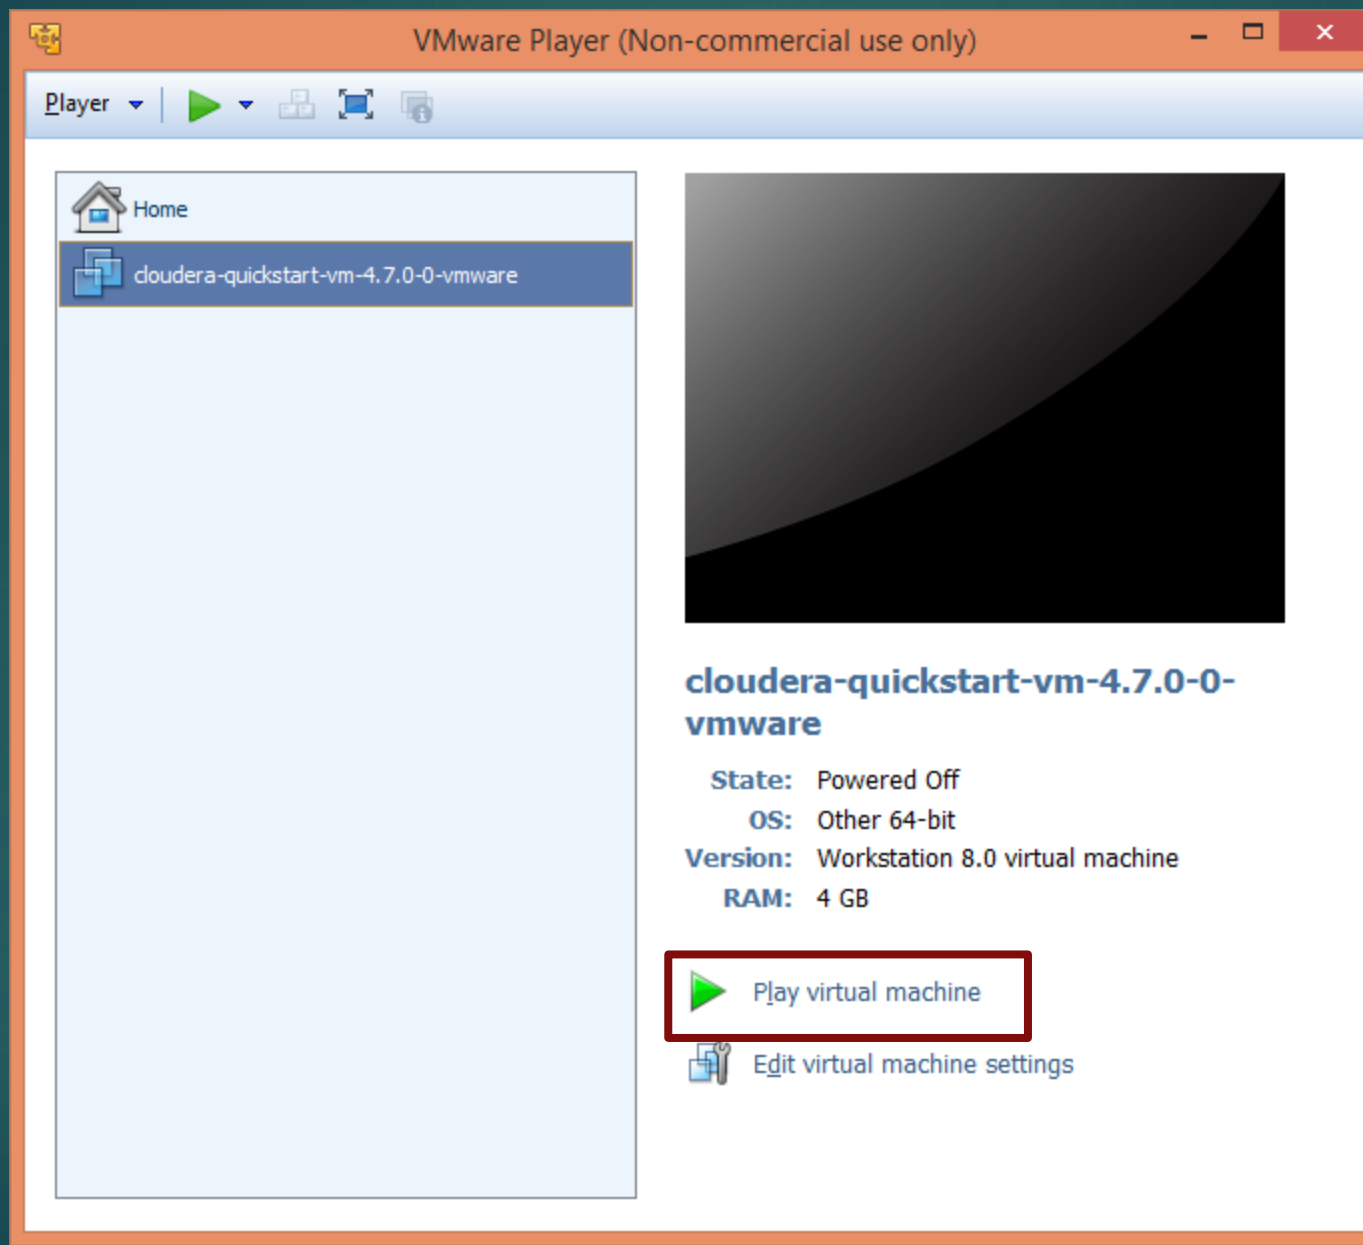 VMware Player (Non-commercial use only)
Player
Home
cloudera-quickstart-vm-4.7.0-0-vmware
cloudera-quickstart-vm-4.7.0-0-
vmware
State: Powered Off
OS: Other 64-bit
Version: Workstation 8.0 virtual machine
RAM: 4 GB
Play virtual machine
Edit virtual machine settings